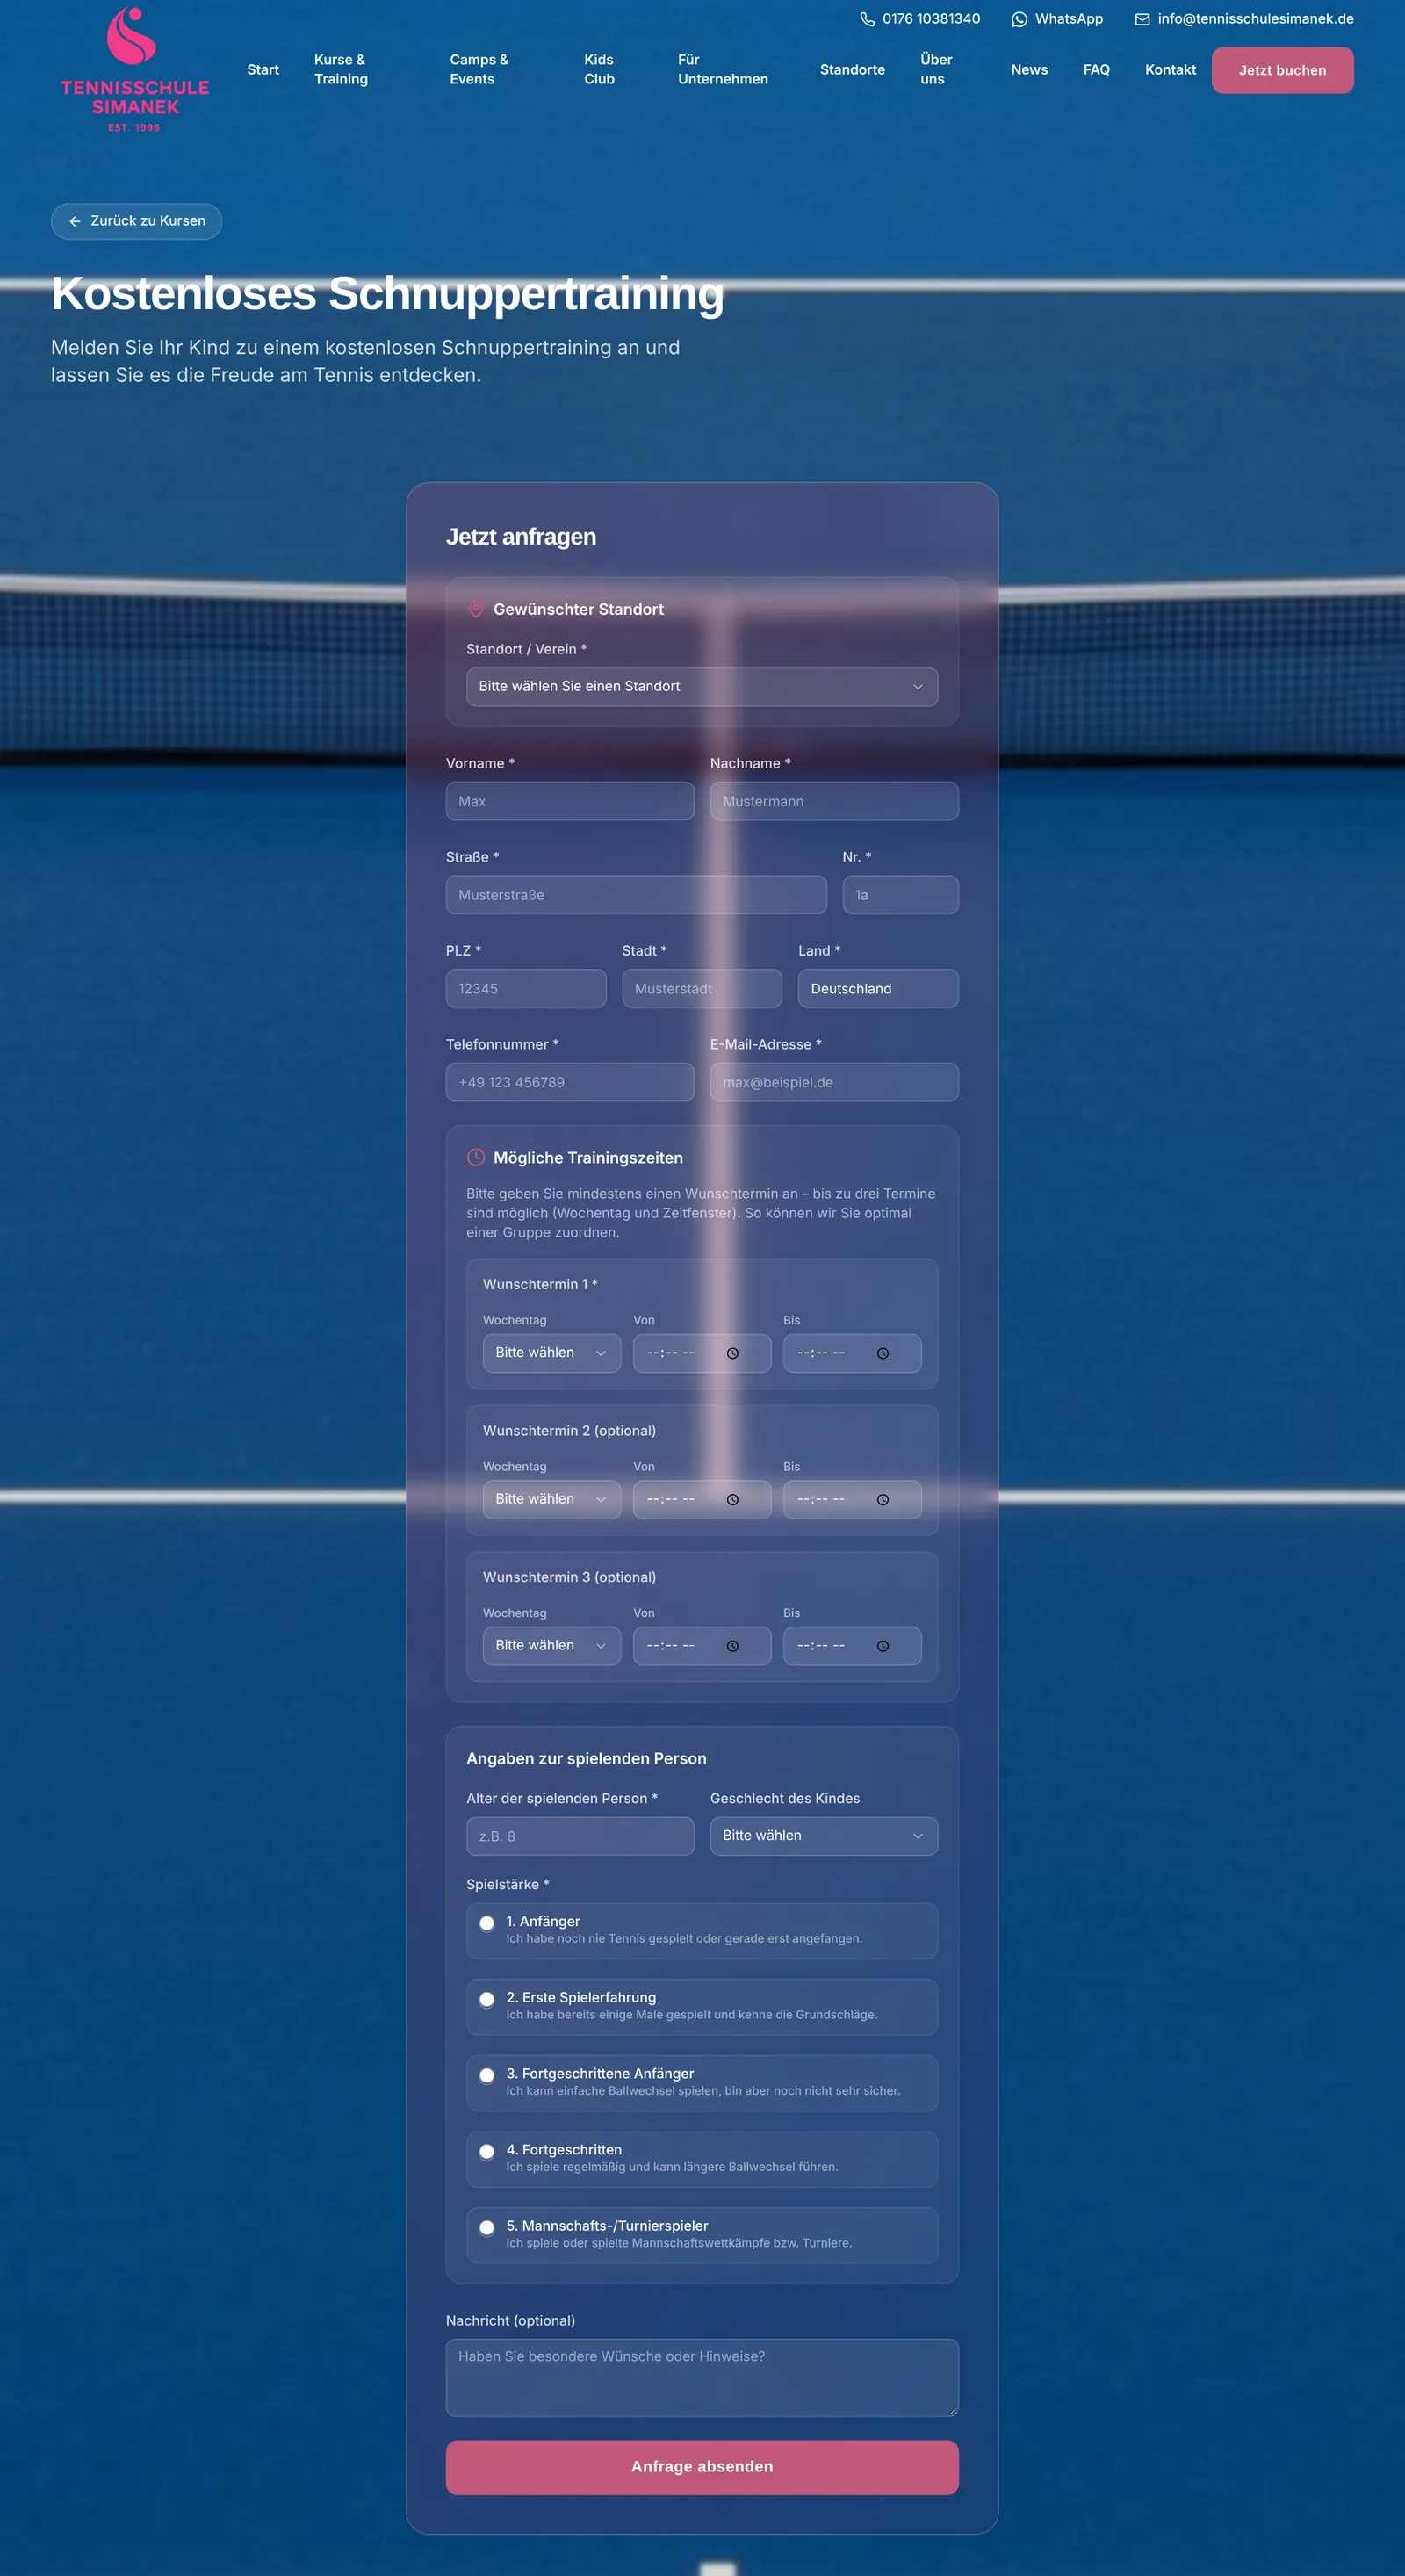 0176 10381340
WhatsApp
info@tennisschulesimanek.de
TENNISSCHULE
SIMANEK
EST. 1996
Start
Kurse &
Training
Camps &
Events
Kids
Club
Für
Unternehmen
Standorte
Über
uns
News
FAQ
Kontakt
Jetzt buchen
Zurück zu Kursen
Kostenloses Schnuppertraining
Melden Sie Ihr Kind zu einem kostenlosen Schnuppertraining an und
lassen Sie es die Freude am Tennis entdecken.
Jetzt anfragen
Gewünschter Standort
Standort / Verein *
Bitte wählen Sie einen Standort
Vorname *
Nachname *
Max
Mustermann
Straße *
Nr. *
Musterstraße
1a
PLZ *
Stadt *
Land *
12345
Musterstadt
Deutschland
Telefonnummer *
E-Mail-Adresse *
+49 123 456789
max@beispiel.de
Mögliche Trainingszeiten
Bitte geben Sie mindestens einen Wunschtermin an – bis zu drei Termine
sind möglich (Wochentag und Zeitfenster). So können wir Sie optimal
einer Gruppe zuordnen.
Wunschtermin 1 *
Wochentag
Von
Bis
Bitte wählen
--:-- --
--:-- --
Wunschtermin 2 (optional)
Wochentag
Von
Bis
Bitte wählen
--:-- --
--:-- --
Wunschtermin 3 (optional)
Wochentag
Von
Bis
Bitte wählen
--:-- --
--:-- --
Angaben zur spielenden Person
Alter der spielenden Person *
Geschlecht des Kindes
z.B. 8
Bitte wählen
Spielstärke *
1. Anfänger
Ich habe noch nie Tennis gespielt oder gerade erst angefangen.
2. Erste Spielerfahrung
Ich habe bereits einige Male gespielt und kenne die Grundschläge.
3. Fortgeschrittene Anfänger
Ich kann einfache Ballwechsel spielen, bin aber noch nicht sehr sicher.
4. Fortgeschritten
Ich spiele regelmäßig und kann längere Ballwechsel führen.
5. Mannschafts-/Turnierspieler
Ich spiele oder spielte Mannschaftswettkämpfe bzw. Turniere.
Nachricht (optional)
Haben Sie besondere Wünsche oder Hinweise?
Anfrage absenden